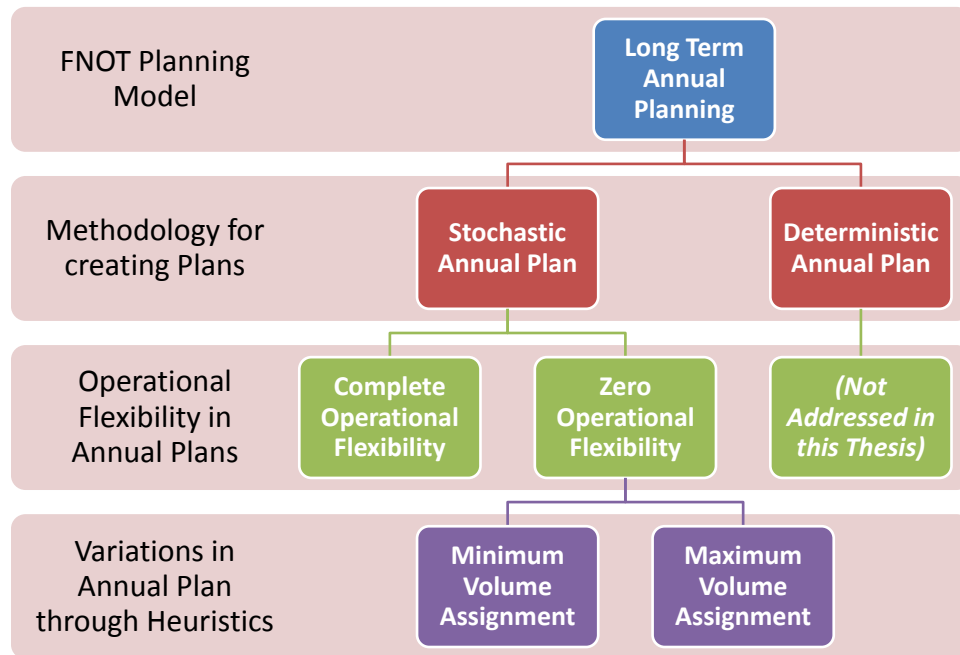 FNOT Planning
Model
Long Term
Annual
Planning
Methodology for
creating Plans
Stochastic
Annual Plan
Deterministic
Annual Plan
Operational
Flexibility in
Annual Plans
Complete
Operational
Flexibility
Zero
Operational
Flexibility
(Not
Addressed in
this Thesis)
Variations in
Annual Plan
through Heuristics
Minimum
Volume
Assignment
Maximum
Volume
Assignment